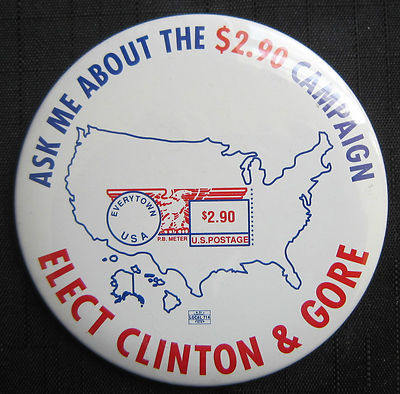 ASK ME ABOUT THE $2.90 CAMPAIGN
EVERYTOWN
USA
$2.90
P.B. METER
U.S. POSTAGE
ELECT CLINTON & GORE